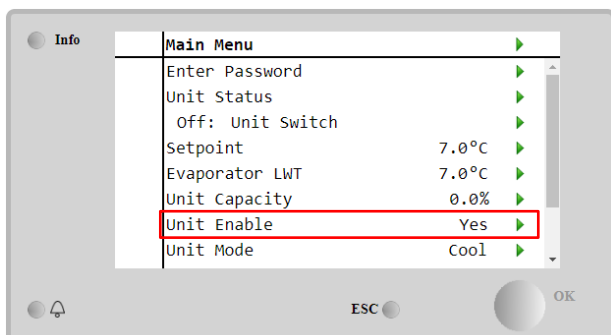 Info
Main Menu
Enter Password
Unit Status
Off: Unit Switch
Setpoint 7.0°C
Evaporator LWT 7.0°C
Unit Capacity 0.0%
Unit Enable Yes
Unit Mode Cool
ESC
OK